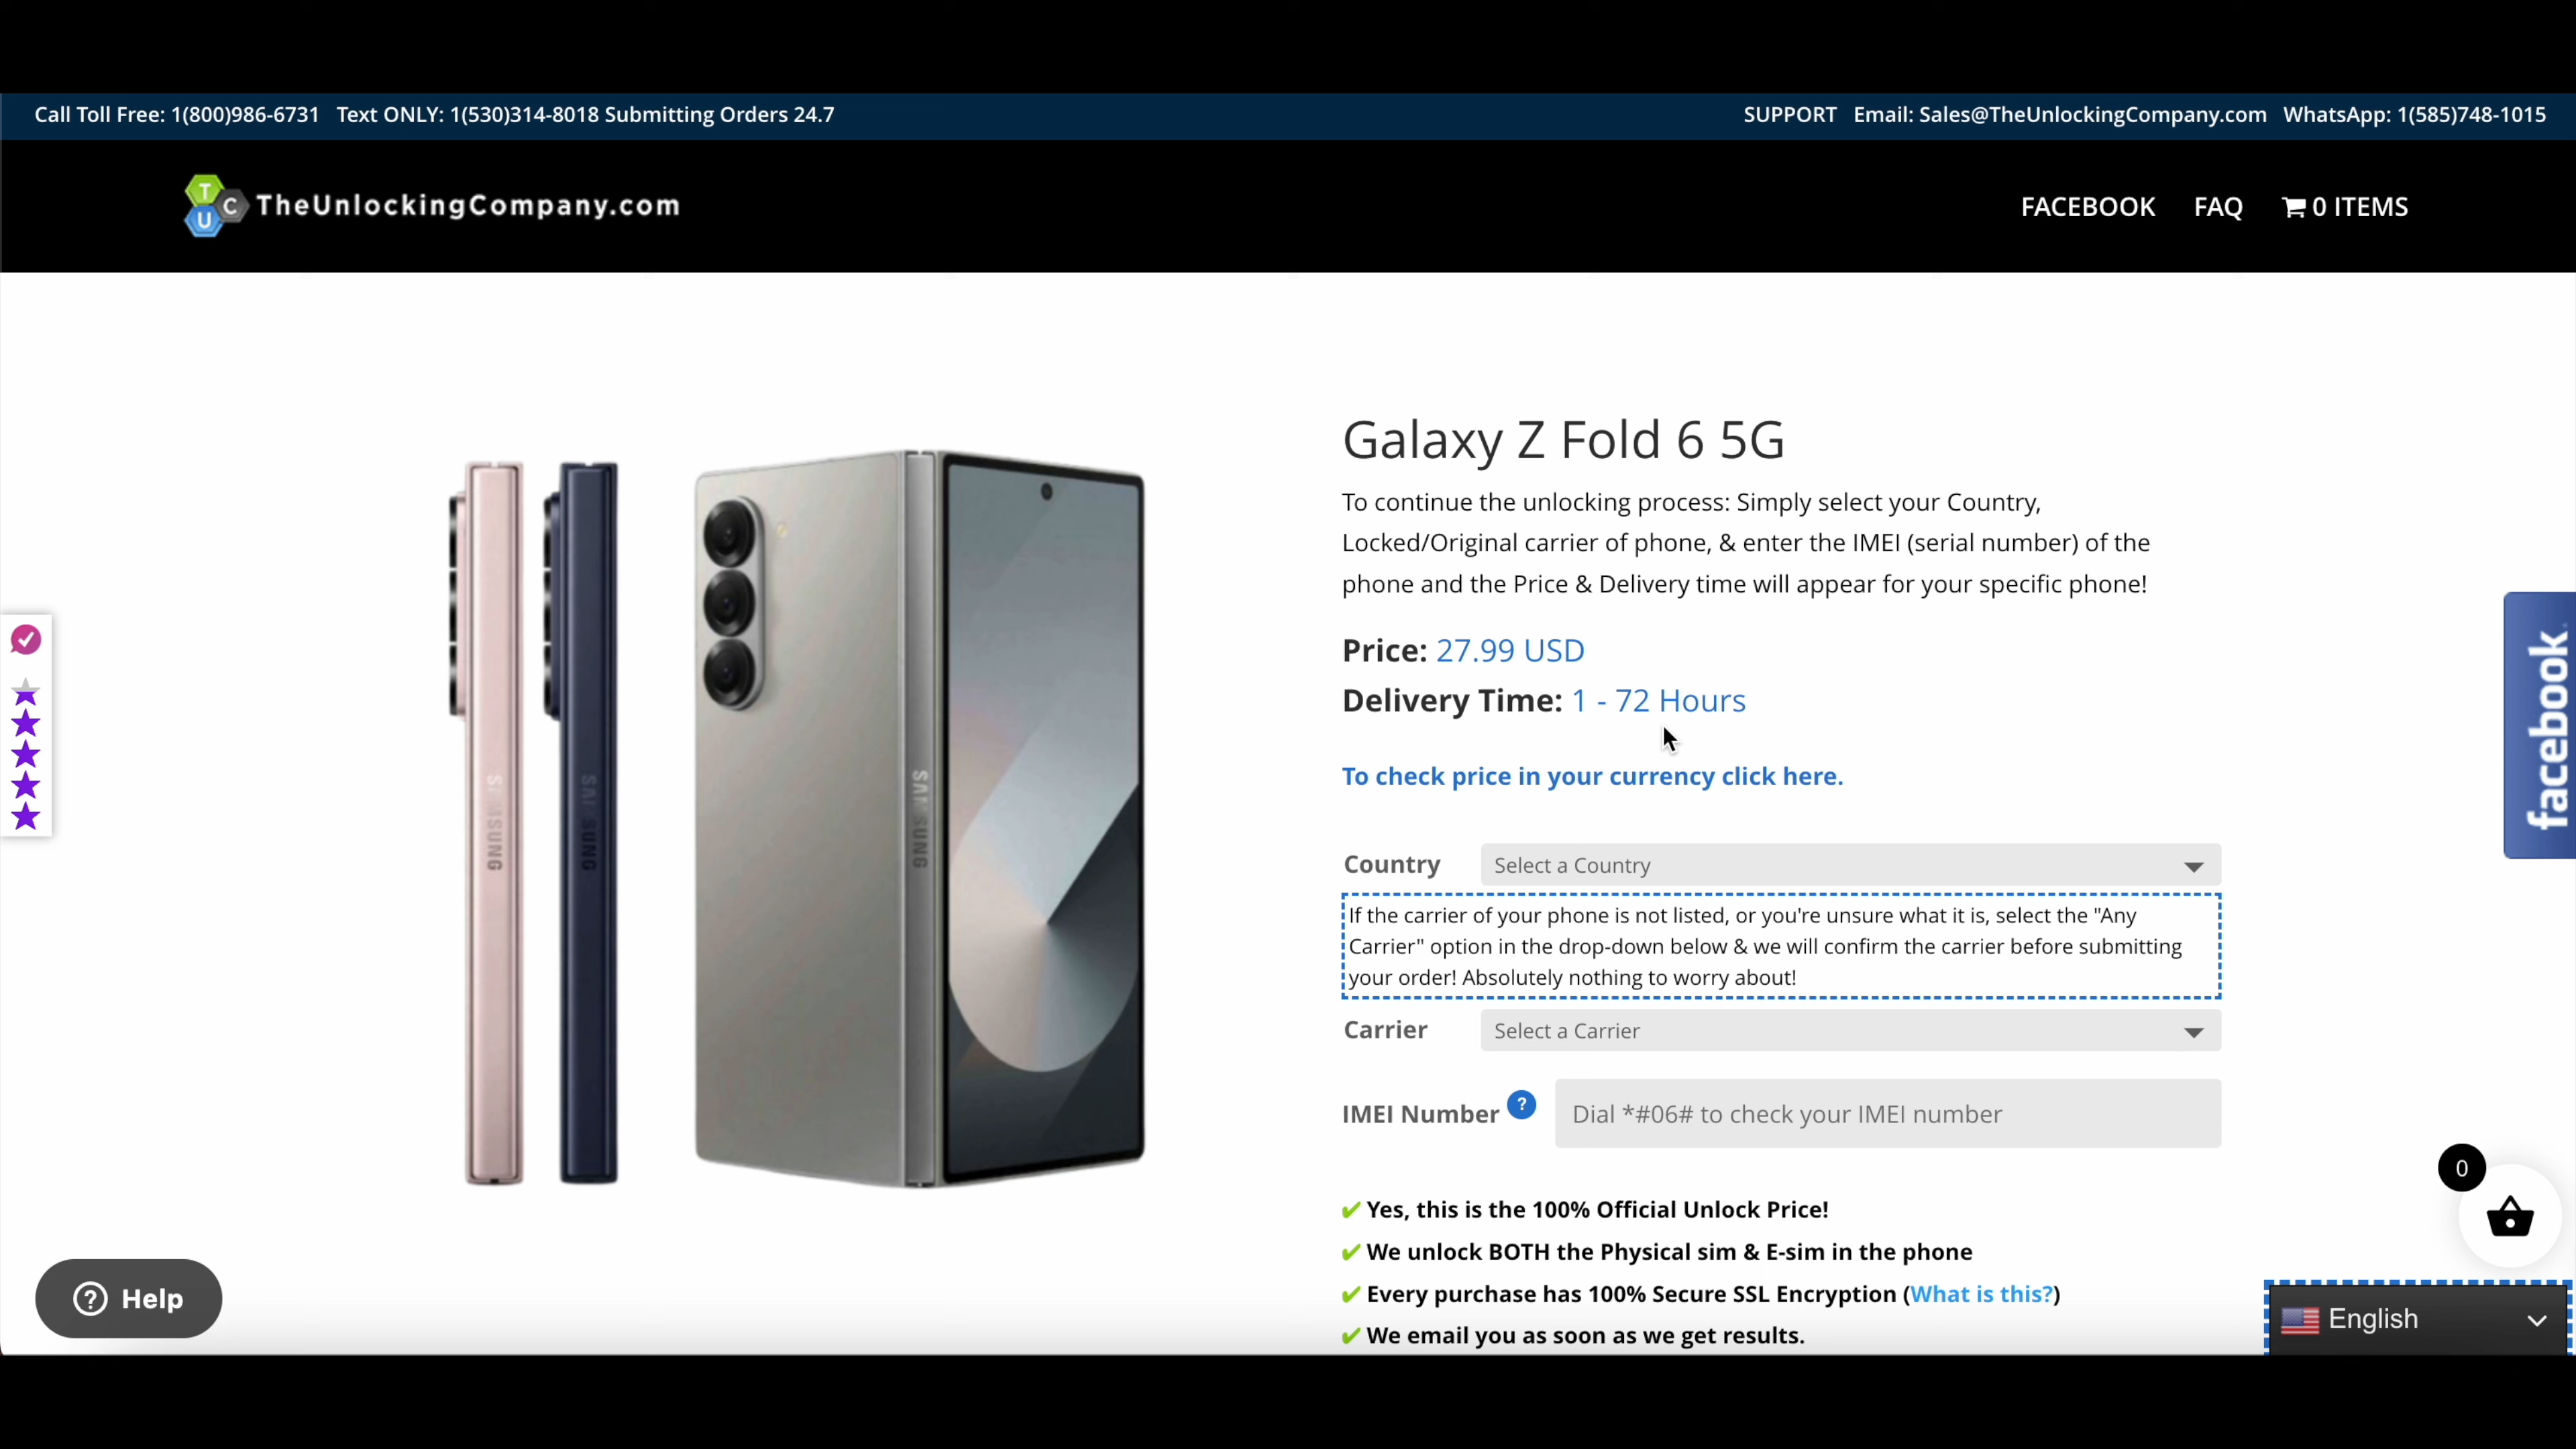 Call Toll Free: 1(800)986-6731 Text ONLY: 1(530)314-8018 Submitting Orders 24.7
SUPPORT Email: Sales@TheUnlockingCompany.com WhatsApp: 1(585)748-1015
T
U
C
TheUnlockingCompany.com
FACEBOOK FAQ 0 ITEMS
Galaxy Z Fold 6 5G
To continue the unlocking process: Simply select your Country,
Locked/Original carrier of phone, & enter the IMEI (serial number) of the
phone and the Price & Delivery time will appear for your specific phone!
Price: 27.99 USD
Delivery Time: 1 - 72 Hours
To check price in your currency click here.
Country Select a Country
If the carrier of your phone is not listed, or you're unsure what it is, select the "Any
Carrier" option in the drop-down below & we will confirm the carrier before submitting
your order! Absolutely nothing to worry about!
Carrier Select a Carrier
IMEI Number ? Dial *#06# to check your IMEI number
✔ Yes, this is the 100% Official Unlock Price!
✔ We unlock BOTH the Physical sim & E-sim in the phone
✔ Every purchase has 100% Secure SSL Encryption (What is this?)
✔ We email you as soon as we get results.
SAMSUNG
SAMSUNG
SAMSUNG
facebook
0
? Help
English